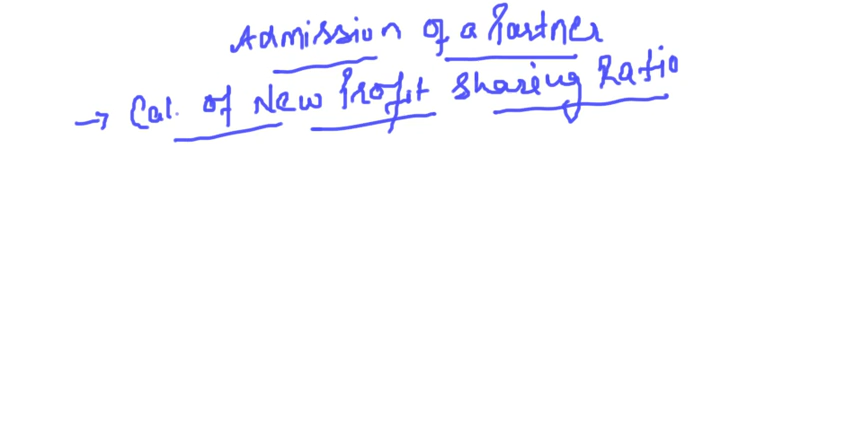 Admission of a Partner
→ Cal. of New Profit Sharing Ratio